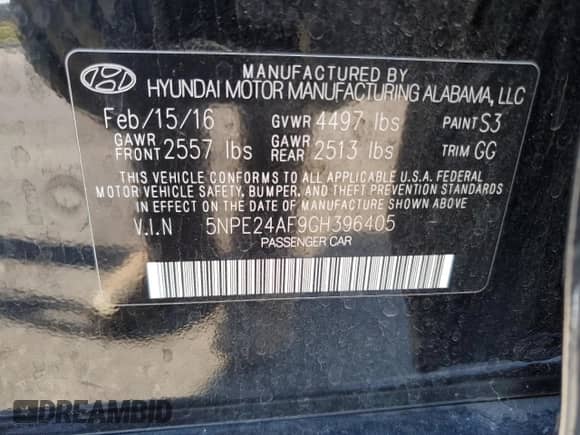 MANUFACTURED BY
HYUNDAI MOTOR MANUFACTURING ALABAMA, LLC
Feb/15/16 GVWR 4497 lbs PAINT S3
GAWR FRONT 2557 lbs GAWR REAR 2513 lbs TRIM GG
THIS VEHICLE CONFORMS TO ALL APPLICABLE U.S.A. FEDERAL
MOTOR VEHICLE SAFETY, BUMPER, AND THEFT PREVENTION STANDARDS
IN EFFECT ON THE DATE OF MANUFACTURE SHOWN ABOVE.
V.I.N 5NPE24AF9GH396405
PASSENGER CAR
DREAMBID